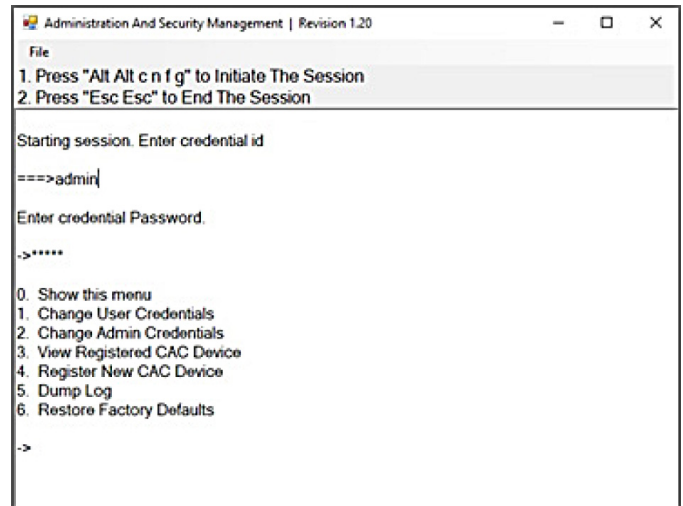 Administration And Security Management | Revision 1.20
File
1. Press "Alt Alt c n f g" to Initiate The Session
2. Press "Esc Esc" to End The Session
Starting session. Enter credential id
===>admin
Enter credential Password.
->*****
0. Show this menu
1. Change User Credentials
2. Change Admin Credentials
3. View Registered CAC Device
4. Register New CAC Device
5. Dump Log
6. Restore Factory Defaults
->